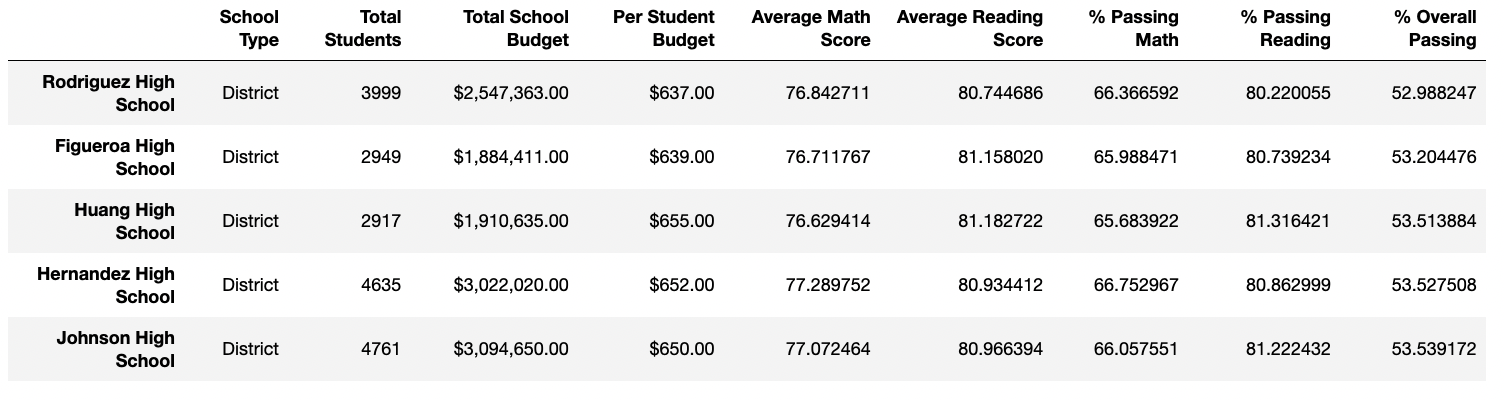 School Type Total Students Total School Budget Per Student Budget Average Math Score Average Reading Score % Passing Math % Passing Reading % Overall Passing
Rodriguez High School District 3999 $2,547,363.00 $637.00 76.842711 80.744686 66.366592 80.220055 52.988247
Figueroa High School District 2949 $1,884,411.00 $639.00 76.711767 81.158020 65.988471 80.739234 53.204476
Huang High School District 2917 $1,910,635.00 $655.00 76.629414 81.182722 65.683922 81.316421 53.513884
Hernandez High School District 4635 $3,022,020.00 $652.00 77.289752 80.934412 66.752967 80.862999 53.527508
Johnson High School District 4761 $3,094,650.00 $650.00 77.072464 80.966394 66.057551 81.222432 53.539172